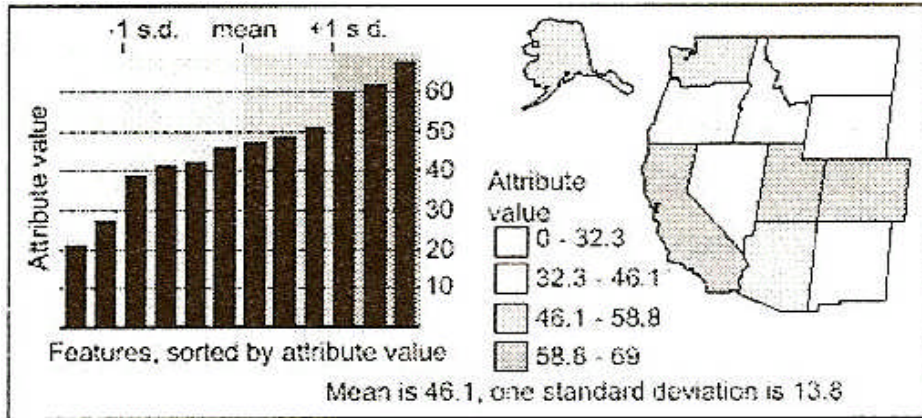 -1 s.d. mean +1 s d.
Attribute value
60
50
40
30
20
10
Features, sorted by attribute value
Attribute
value
0 - 32.3
32.3 - 46.1
46.1 - 58.8
58.8 - 69
Mean is 46.1, one standard deviation is 13.8